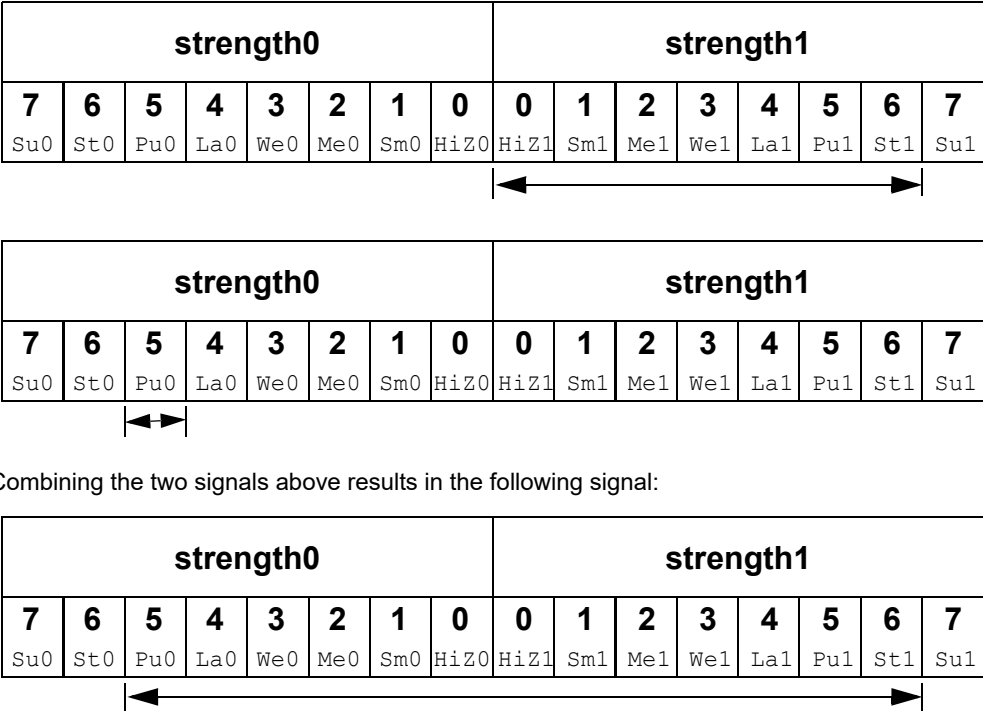 strength0 strength1
7 6 5 4 3 2 1 0 0 1 2 3 4 5 6 7
Su0 St0 Pu0 La0 We0 Me0 Sm0 HiZ0 HiZ1 Sm1 Me1 We1 La1 Pu1 St1 Su1
strength0 strength1
7 6 5 4 3 2 1 0 0 1 2 3 4 5 6 7
Su0 St0 Pu0 La0 We0 Me0 Sm0 HiZ0 HiZ1 Sm1 Me1 We1 La1 Pu1 St1 Su1
Combining the two signals above results in the following signal:
strength0 strength1
7 6 5 4 3 2 1 0 0 1 2 3 4 5 6 7
Su0 St0 Pu0 La0 We0 Me0 Sm0 HiZ0 HiZ1 Sm1 Me1 We1 La1 Pu1 St1 Su1